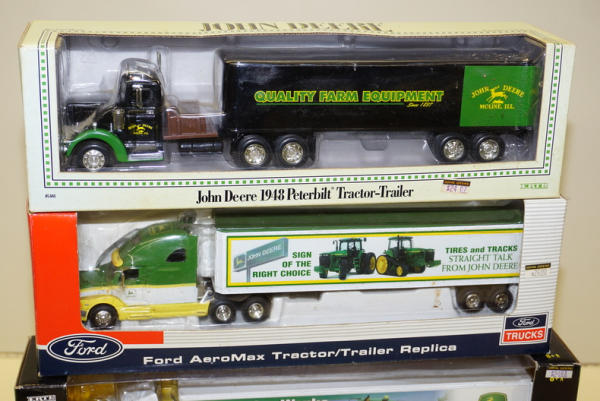 JOHN DEERE
QUALITY FARM EQUIPMENT
Since 1837
JOHN DEERE
MOLINE, ILL.
John Deere 1948 Peterbilt Tractor-Trailer
ERTL
JOHN DEERE
SIGN
OF THE
RIGHT CHOICE
TIRES and TRACKS
STRAIGHT TALK
FROM JOHN DEERE
Ford
Ford AeroMax Tractor/Trailer Replica
Ford
TRUCKS